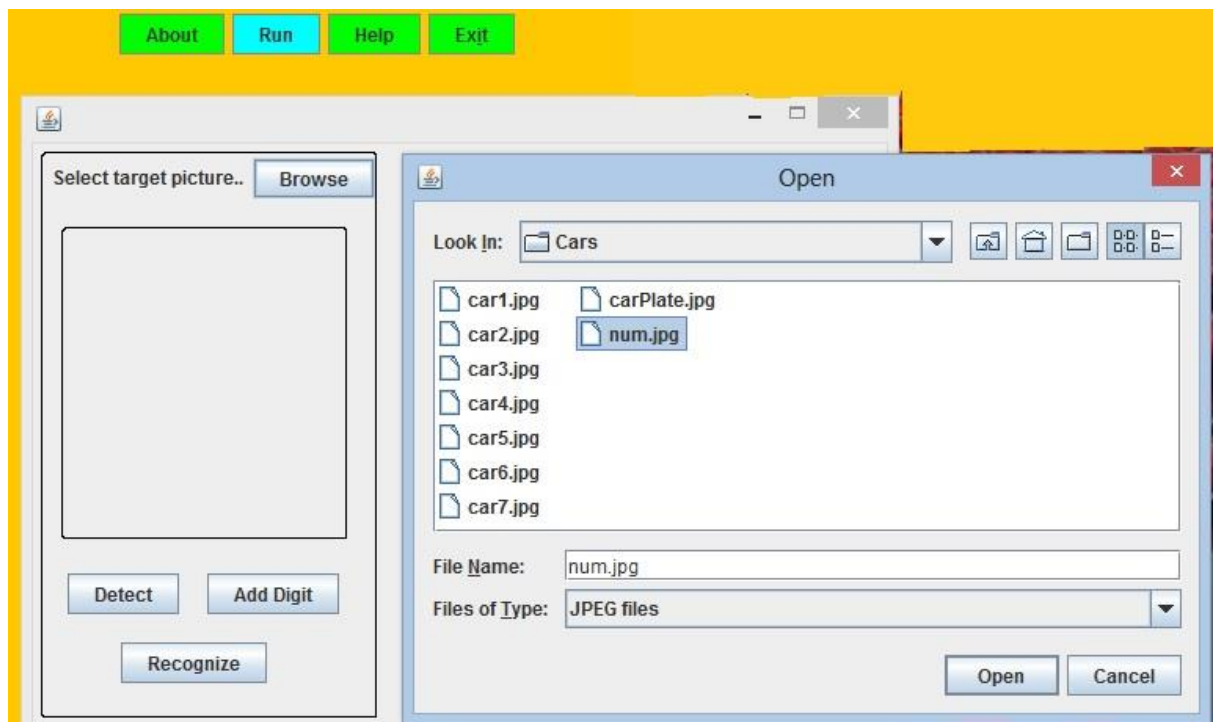 About Run Help Exit
Select target picture.. Browse
Detect Add Digit
Recognize
Open
Look In: Cars
car1.jpg carPlate.jpg
car2.jpg num.jpg
car3.jpg
car4.jpg
car5.jpg
car6.jpg
car7.jpg
File Name: num.jpg
Files of Type: JPEG files
Open Cancel